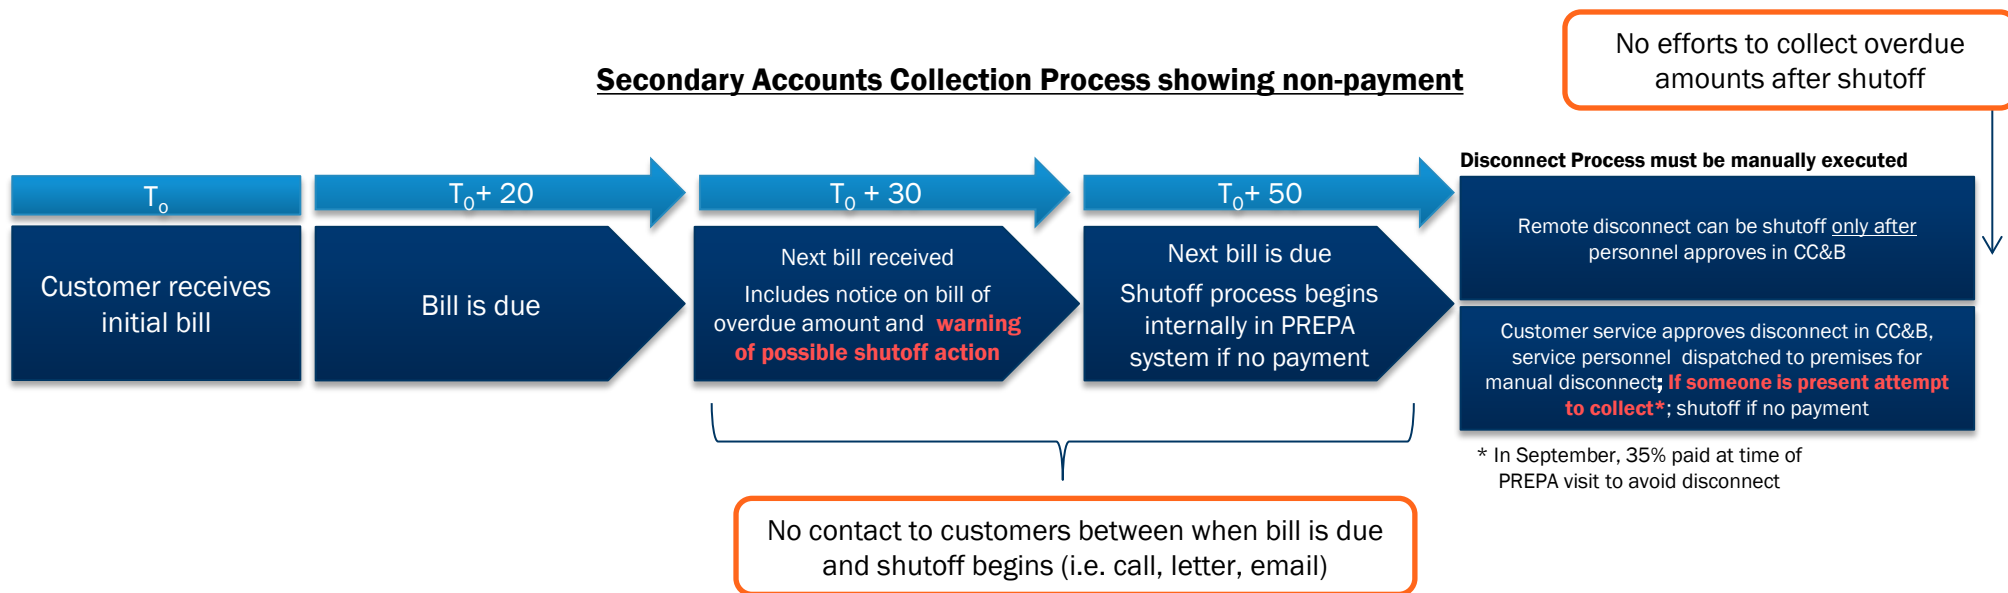 No efforts to collect overdue
amounts after shutoff
Secondary Accounts Collection Process showing non-payment
Disconnect Process must be manually executed
To
T0+ 20
T0 + 30
T0+ 50
Customer receives
initial bill
Bill is due
Next bill received
Includes notice on bill of
overdue amount and warning
of possible shutoff action
Next bill is due
Shutoff process begins
internally in PREPA
system if no payment
Remote disconnect can be shutoff only after
personnel approves in CC&B
Customer service approves disconnect in CC&B,
service personnel dispatched to premises for
manual disconnect; If someone is present attempt
to collect*; shutoff if no payment
* In September, 35% paid at time of
PREPA visit to avoid disconnect
No contact to customers between when bill is due
and shutoff begins (i.e. call, letter, email)